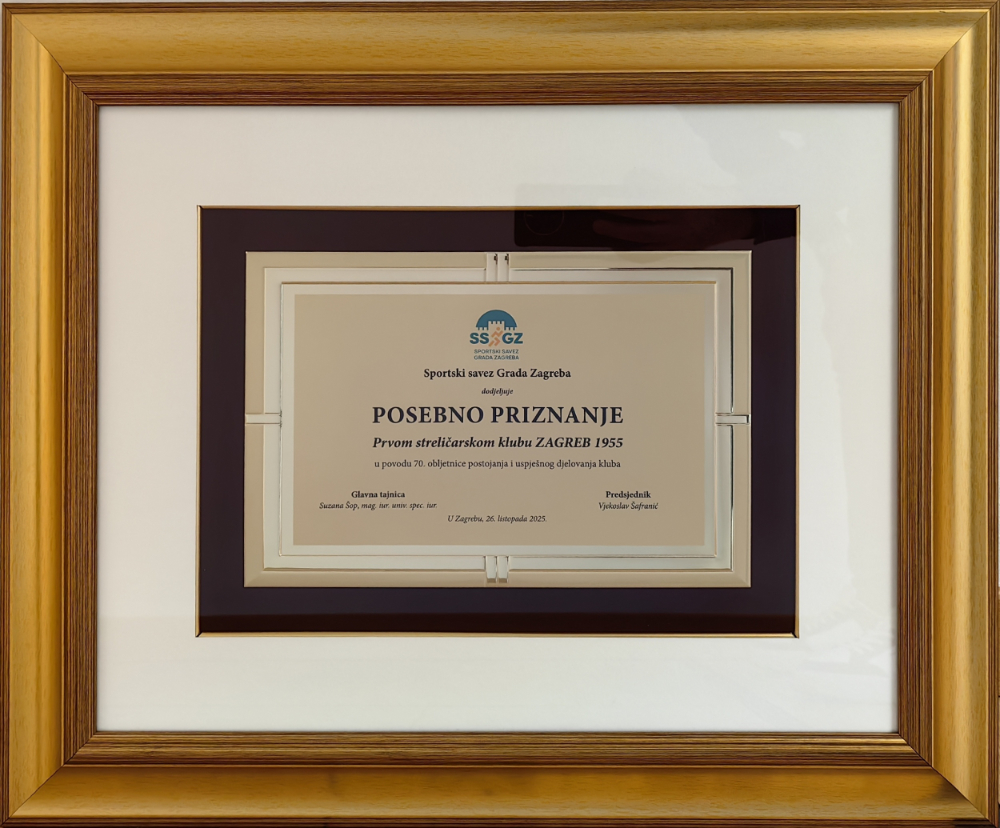 SSGZ
SPORTSKI SAVEZ
GRADA ZAGREBA
Sportski savez Grada Zagreba
dodjeljuje
POSEBNO PRIZNANJE
Prvom streličarskom klubu ZAGREB 1955
u povodu 70. obljetnice postojanja i uspješnog djelovanja kluba
Glavna tajnica
Suzana Šop, mag. iur. univ. spec. iur.
Predsjednik
Vjekoslav Šafranić
U Zagrebu, 26. listopada 2025.